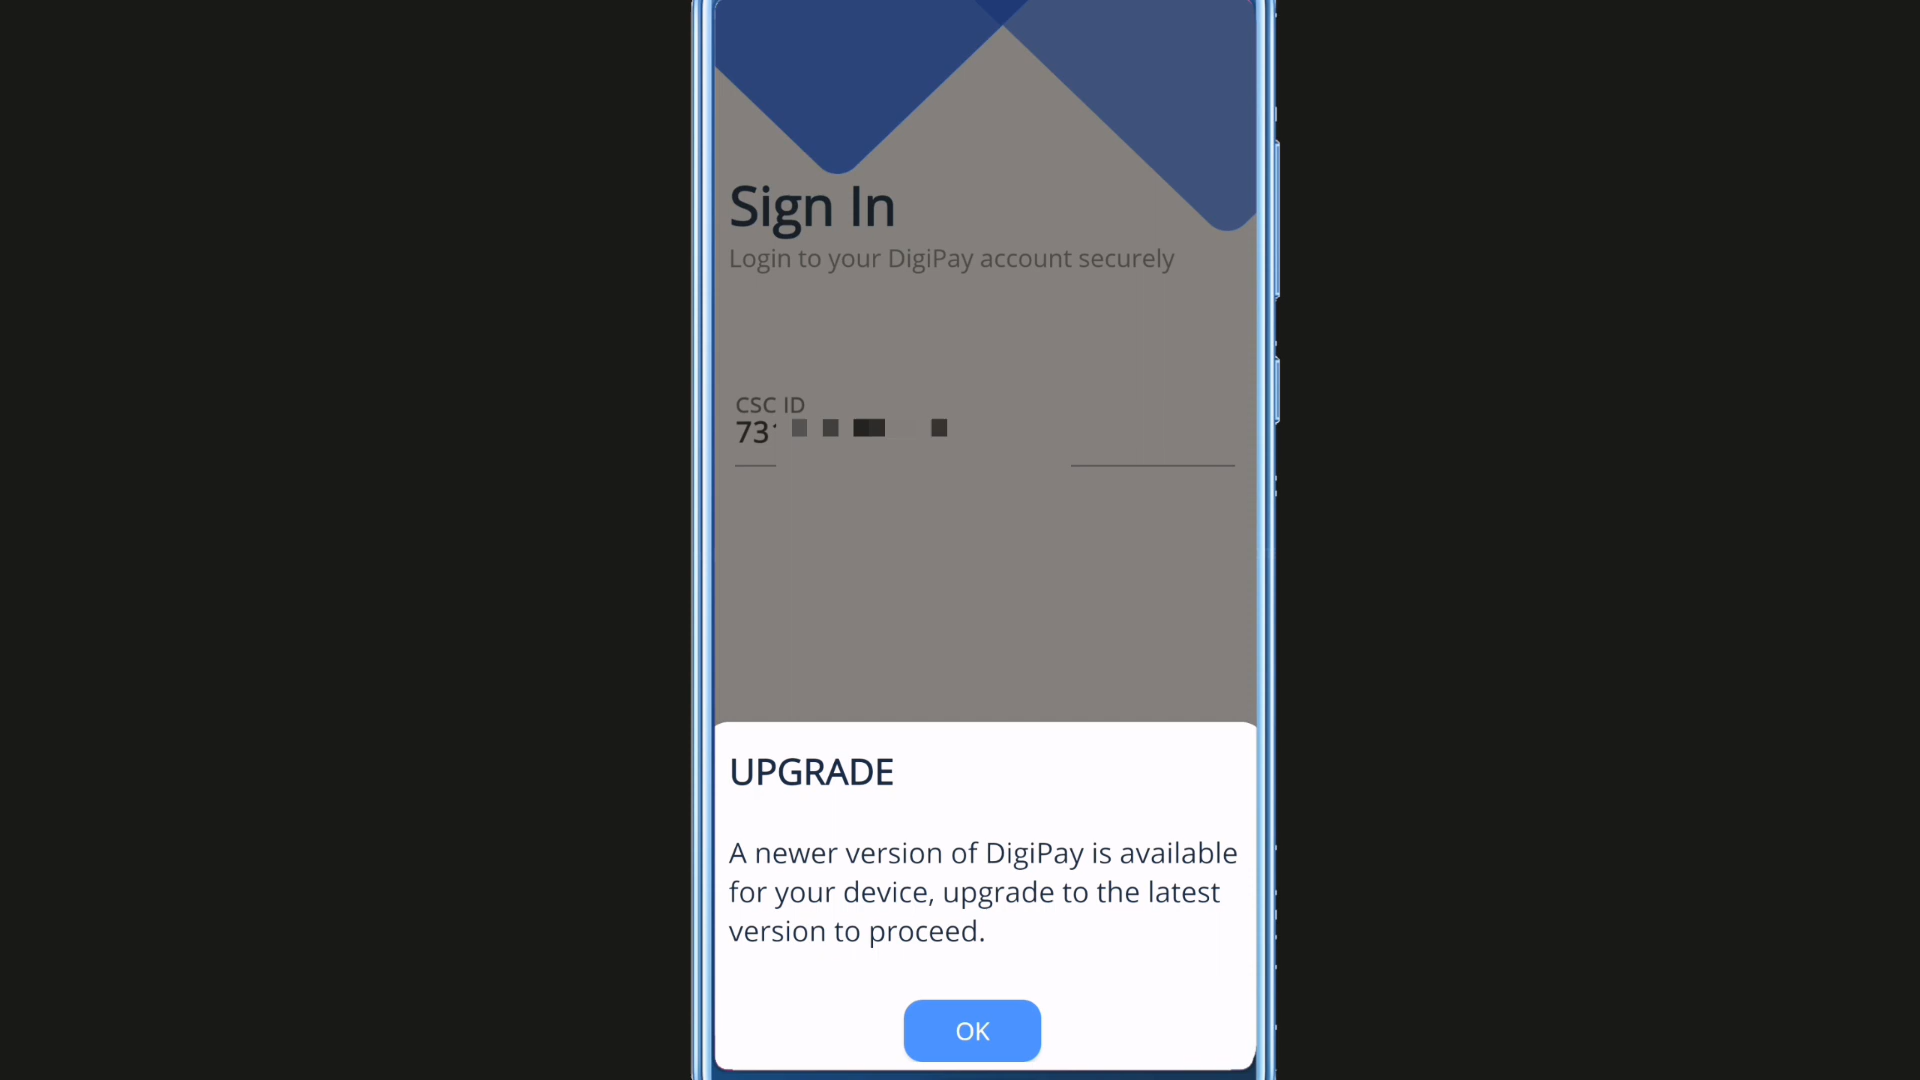 Sign In
Login to your DigiPay account securely
CSC ID
73
UPGRADE
A newer version of DigiPay is available
for your device, upgrade to the latest
version to proceed.
OK